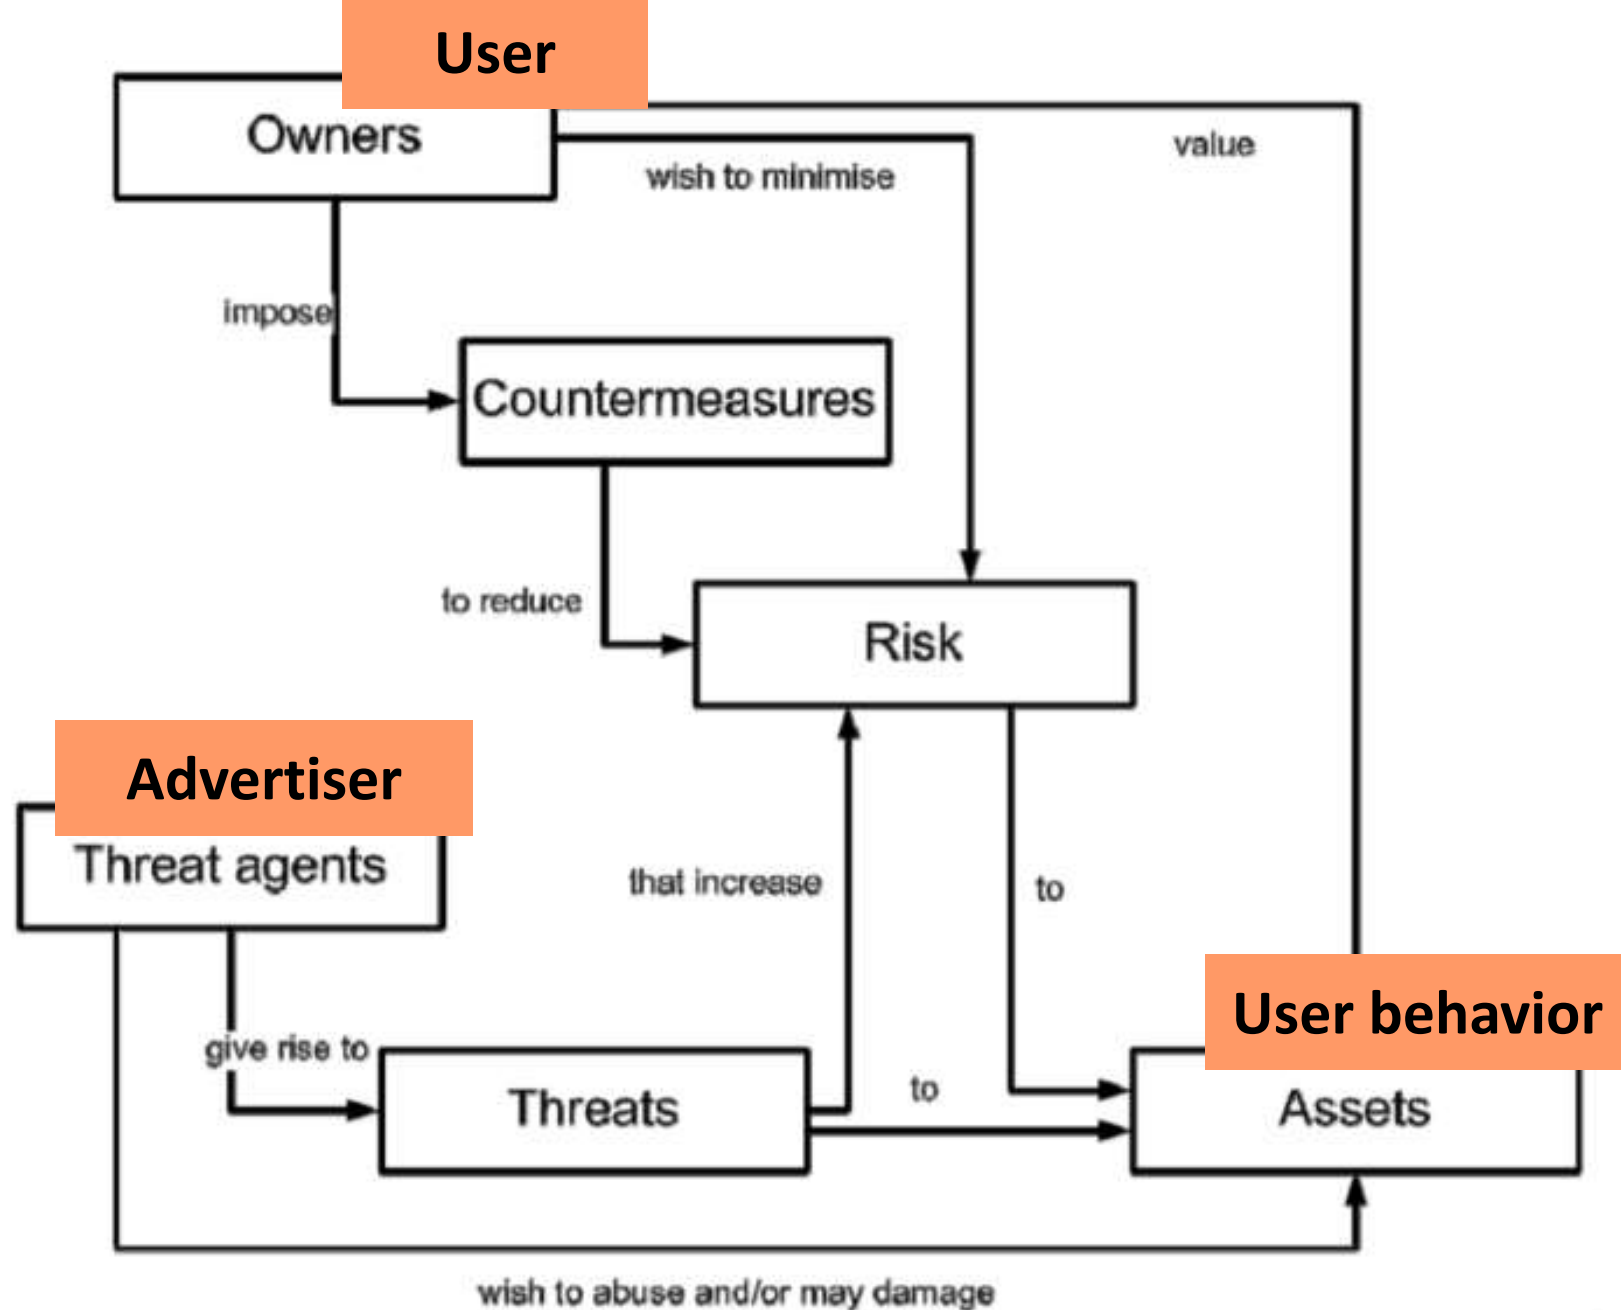 User
Owners
value
wish to minimise
impose
Countermeasures
to reduce
Risk
Advertiser
Threat agents
that increase
to
User behavior
give rise to
Threats
to
Assets
wish to abuse and/or may damage